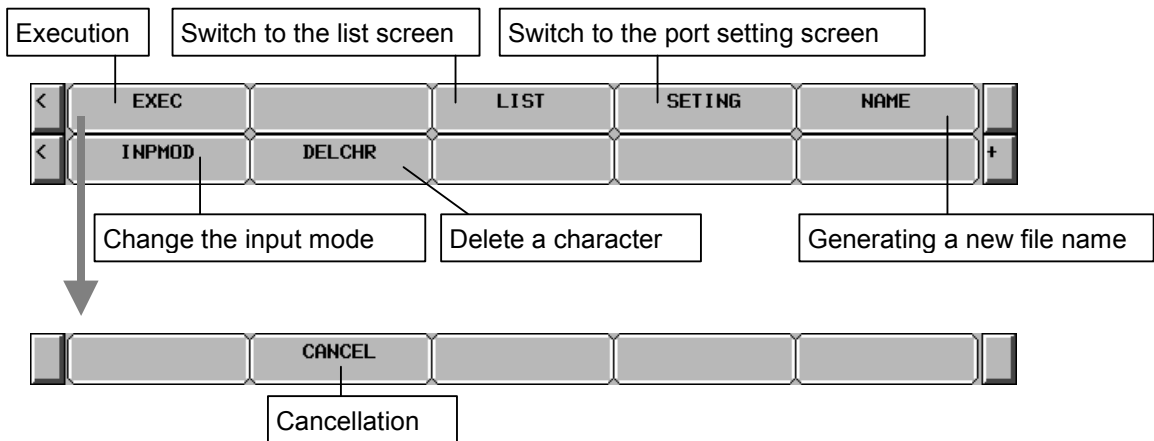 Execution Switch to the list screen Switch to the port setting screen
< EXEC LIST SETING NAME
< INPMOD DELCHR +
Change the input mode Delete a character Generating a new file name
CANCEL
Cancellation